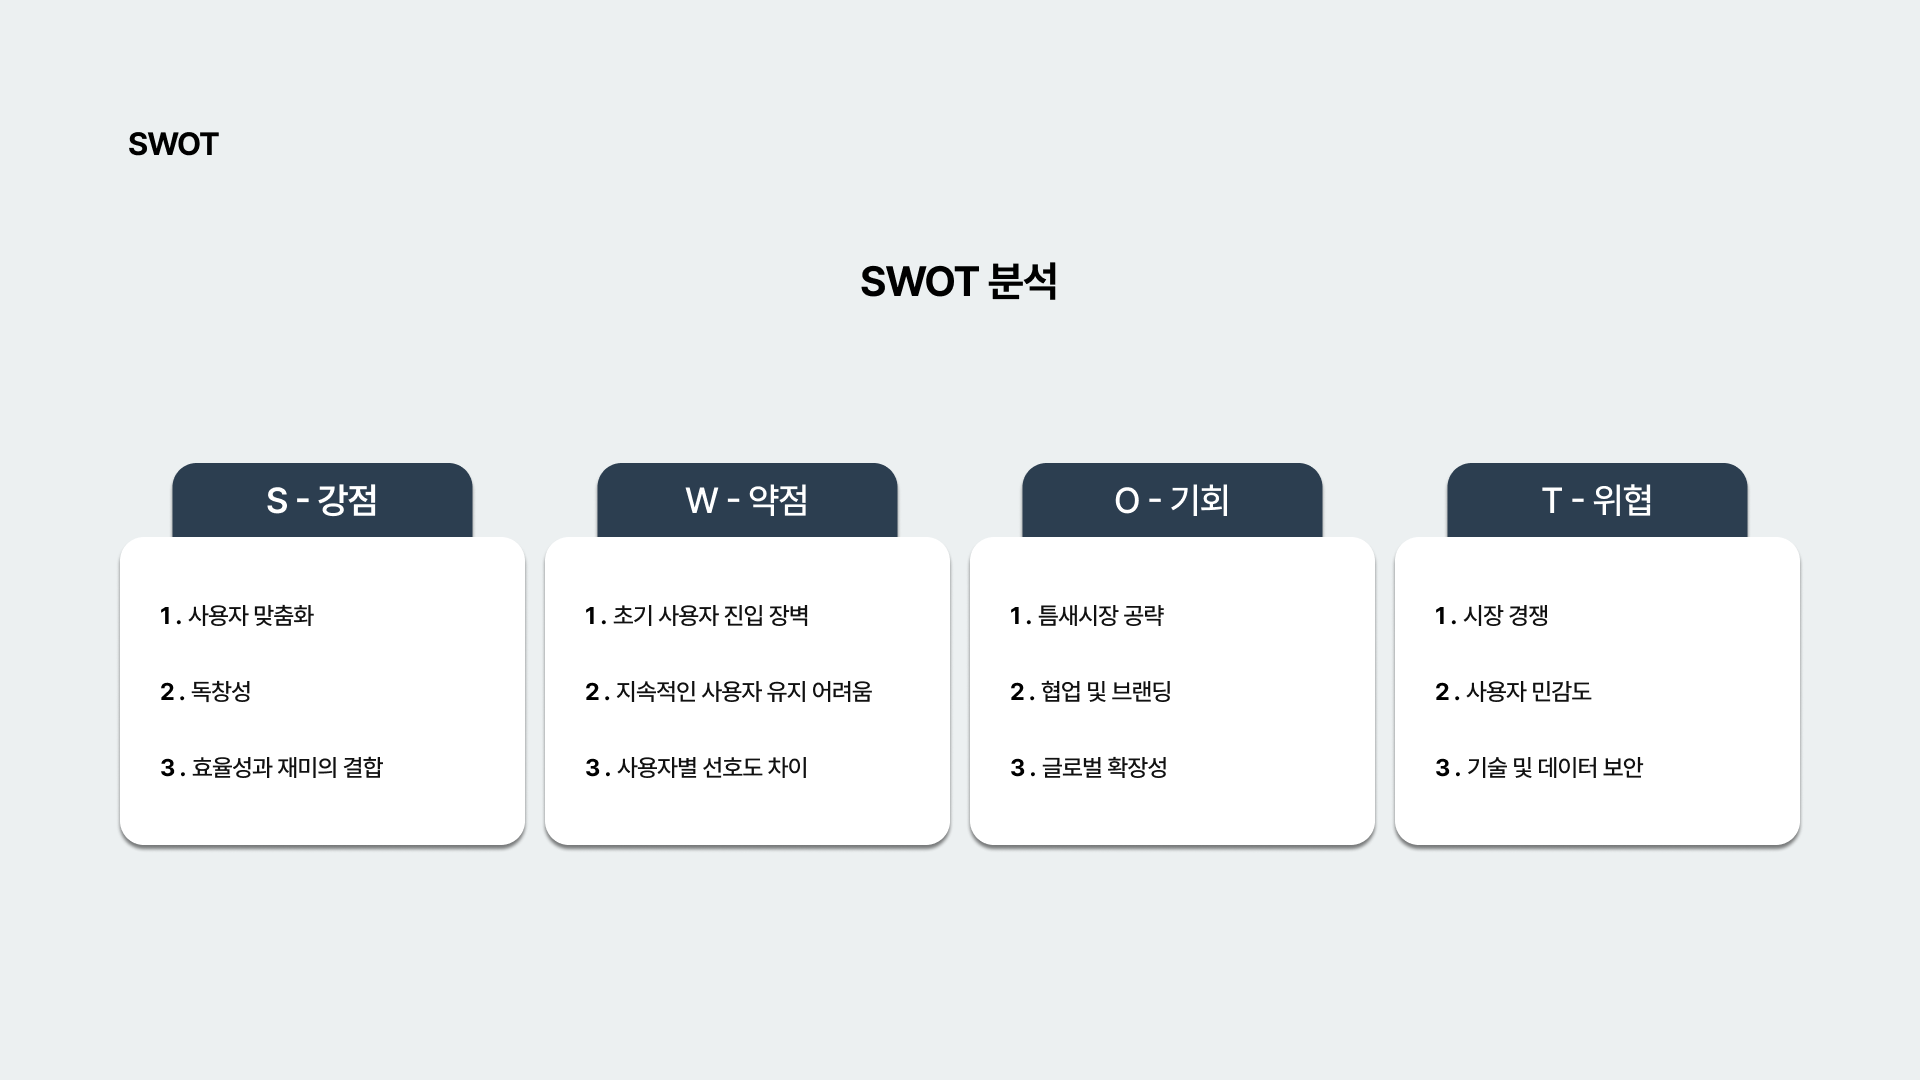 SWOT
SWOT 분석
S - 강점
1 . 사용자 맞춤화
2 . 독창성
3 . 효율성과 재미의 결합
W - 약점
1 . 초기 사용자 진입 장벽
2 . 지속적인 사용자 유지 어려움
3 . 사용자별 선호도 차이
O - 기회
1 . 틈새시장 공략
2 . 협업 및 브랜딩
3 . 글로벌 확장성
T - 위협
1 . 시장 경쟁
2 . 사용자 민감도
3 . 기술 및 데이터 보안